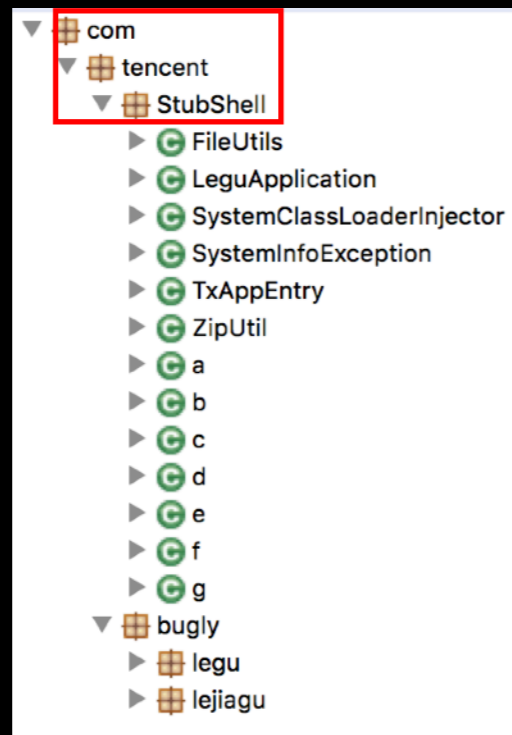 com
tencent
StubShell
FileUtils
LeguApplication
SystemClassLoaderInjector
SystemInfoException
TxAppEntry
ZipUtil
a
b
c
d
e
f
g
bugly
legu
lejiagu